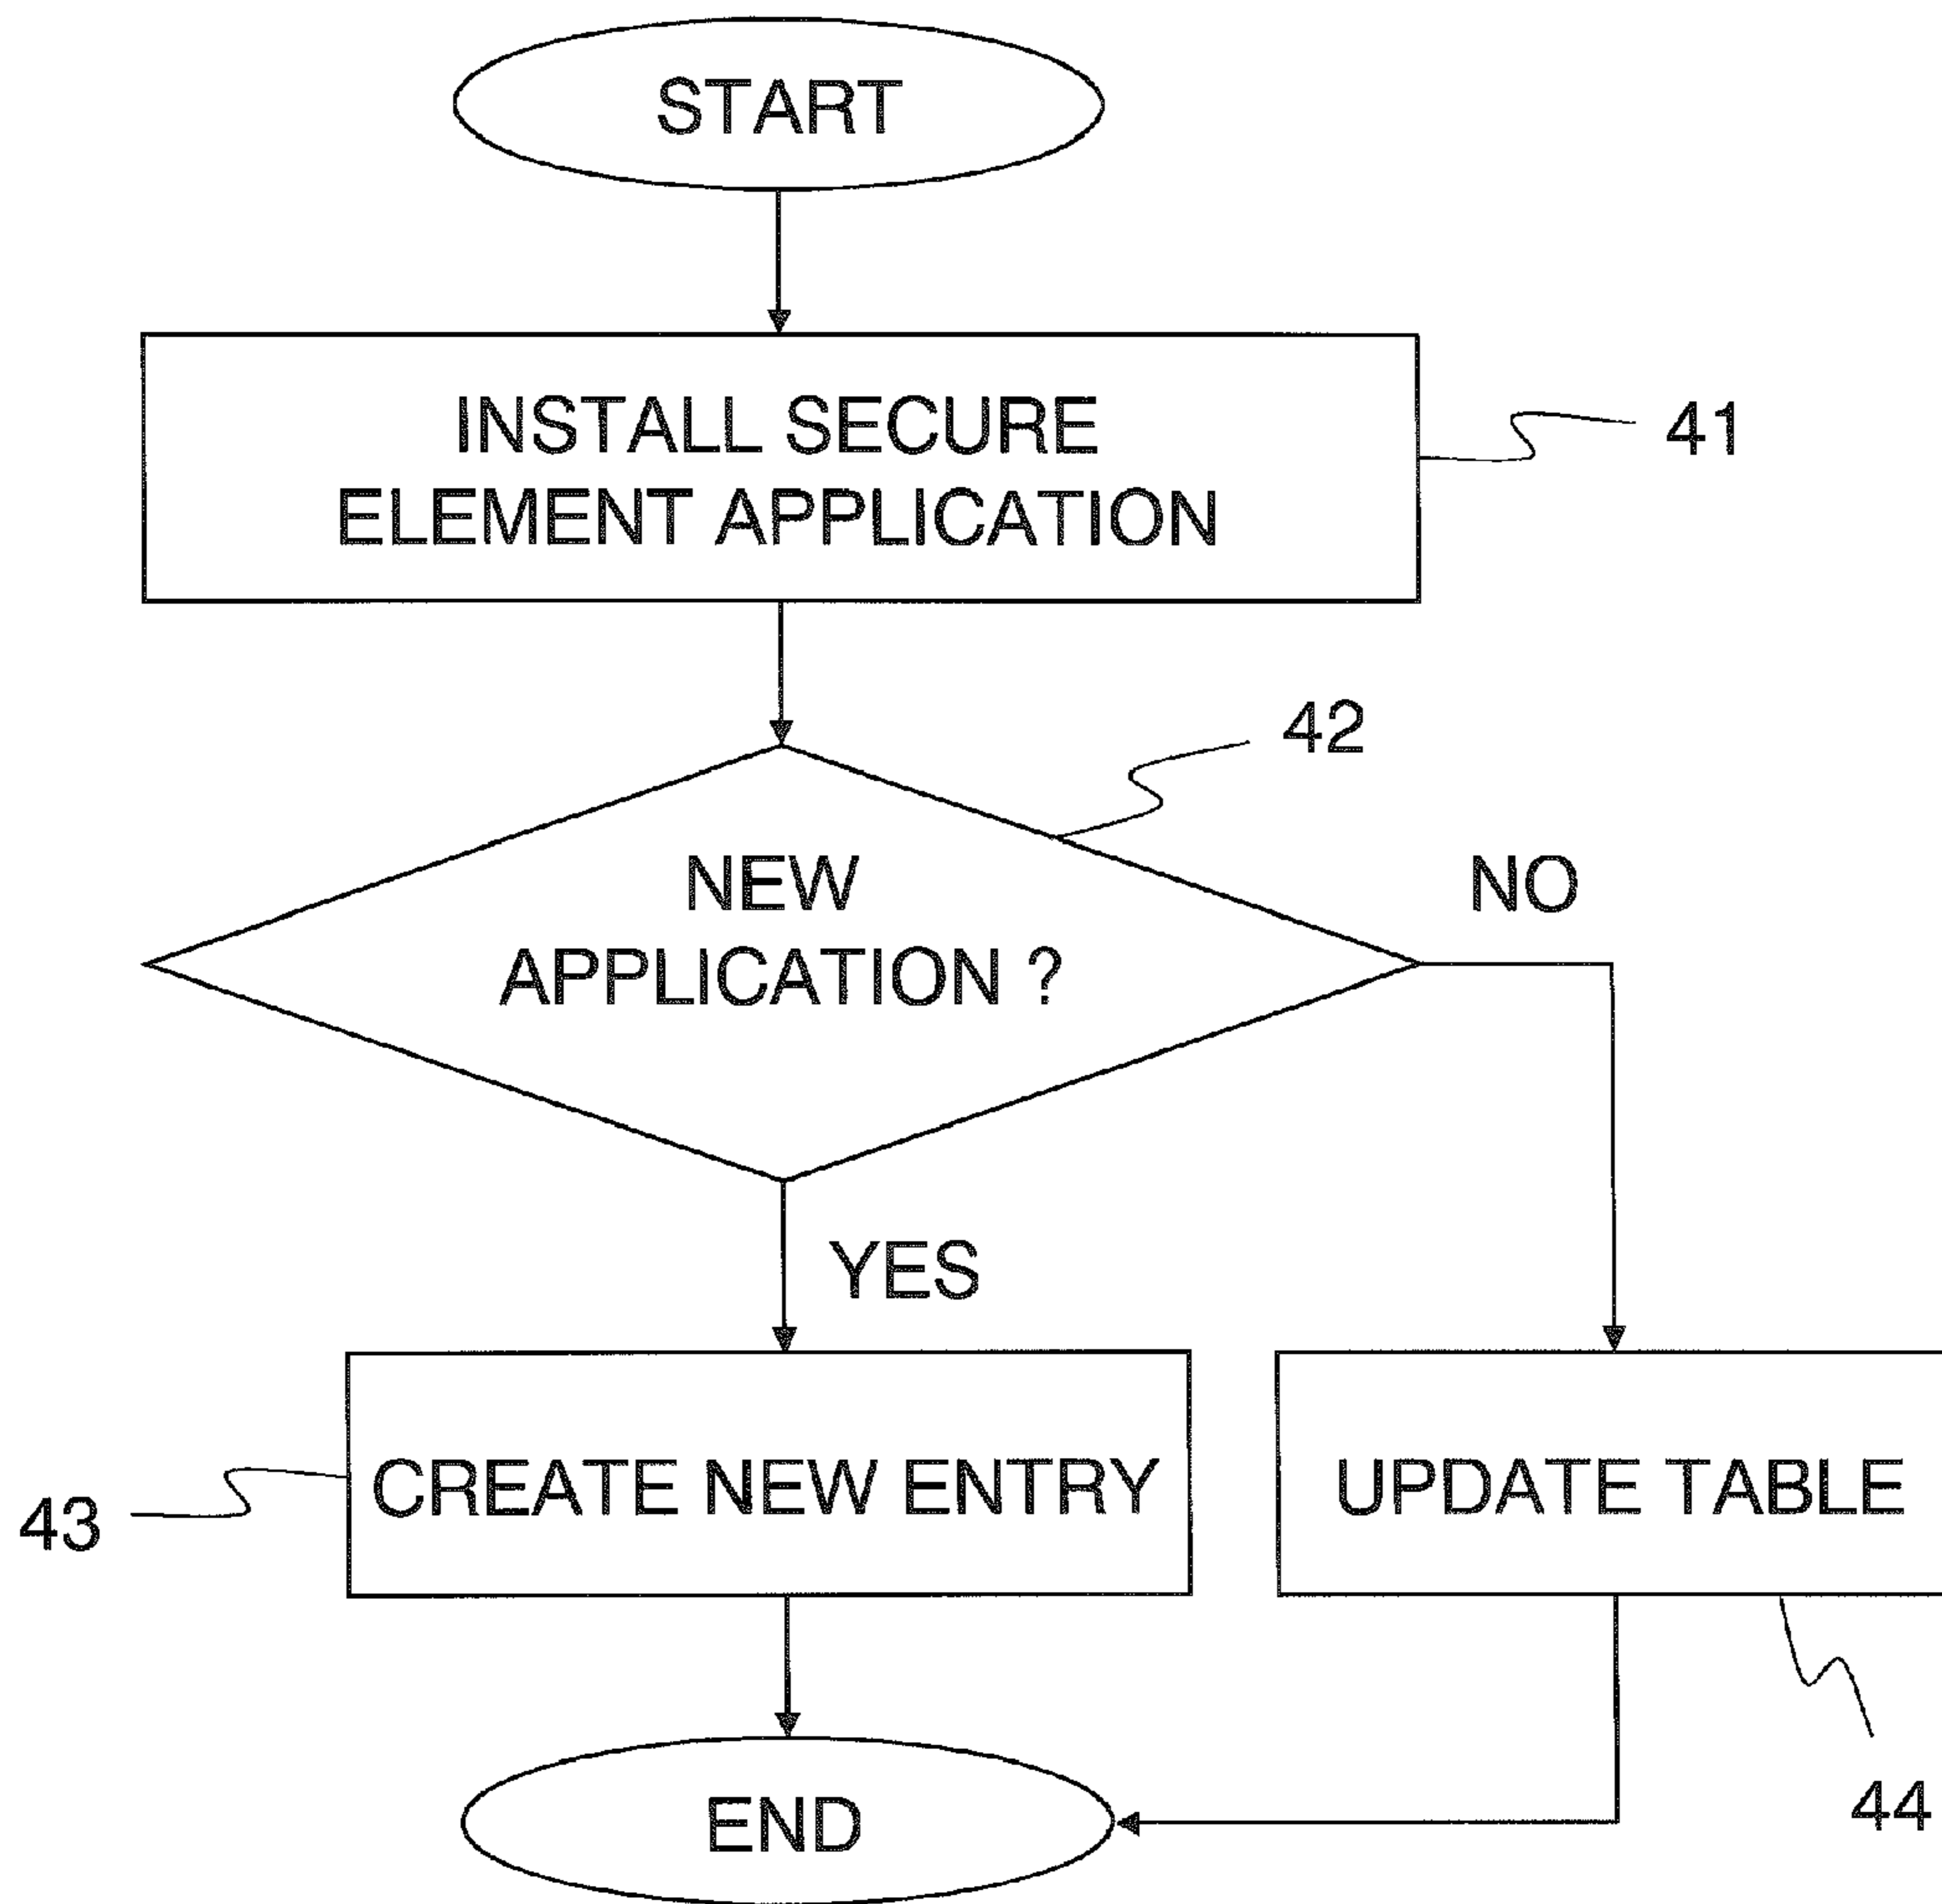 START
INSTALL SECURE
ELEMENT APPLICATION
41
42
NEW
APPLICATION ?
NO
YES
CREATE NEW ENTRY
UPDATE TABLE
43
END
44